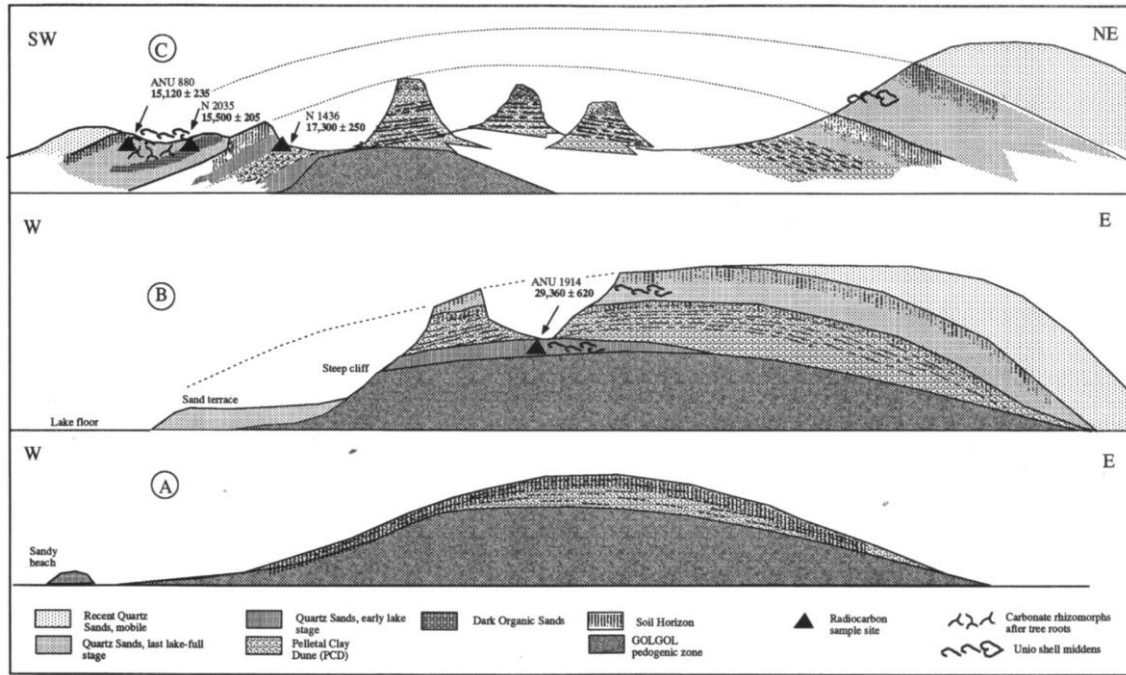 SW
C
NE
ANU 880
15,120 ± 235
N 2035
15,500 ± 205
N 1436
17,300 ± 250
W
E
B
ANU 1914
29,360 ± 620
Steep cliff
Sand terrace
Lake floor
W
E
A
Sandy
beach
Recent Quartz
Sands, mobile
Quartz Sands, last lake-full
stage
Quartz Sands, early lake
stage
Pelletal Clay
Dune (PCD)
Dark Organic Sands
Soil Horizon
GOLGOL
pedogenic zone
Radiocarbon
sample site
Carbonate rhizomorphs
after tree roots
Unio shell middens